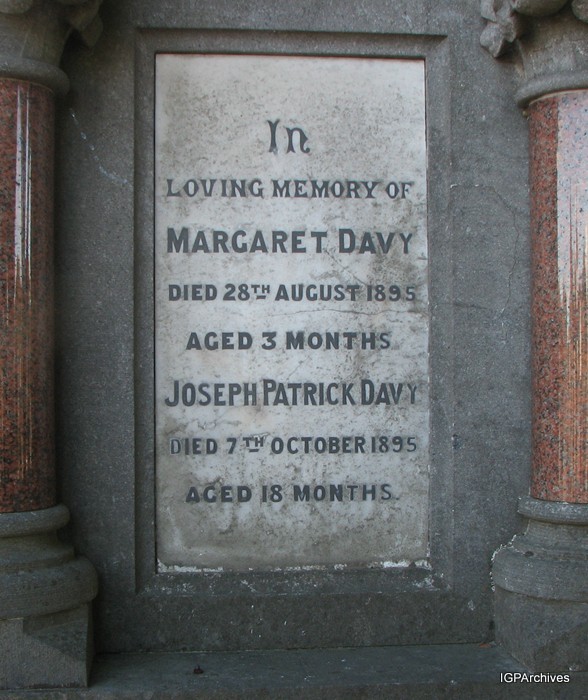 In
LOVING MEMORY OF
MARGARET DAVY
DIED 28TH AUGUST 1895
AGED 3 MONTHS
JOSEPH PATRICK DAVY
DIED 7TH OCTOBER 1895
AGED 18 MONTHS.
IGPArchives